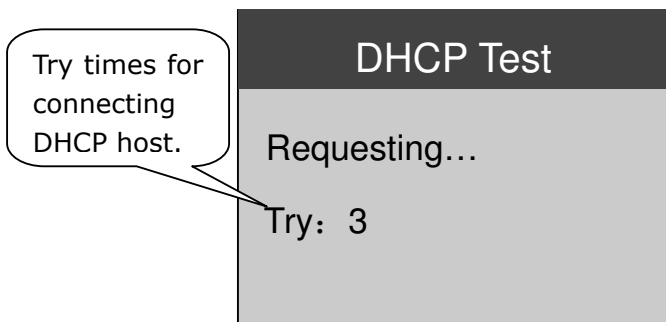 Try times for
connecting
DHCP host.
DHCP Test
Requesting…
Try：3